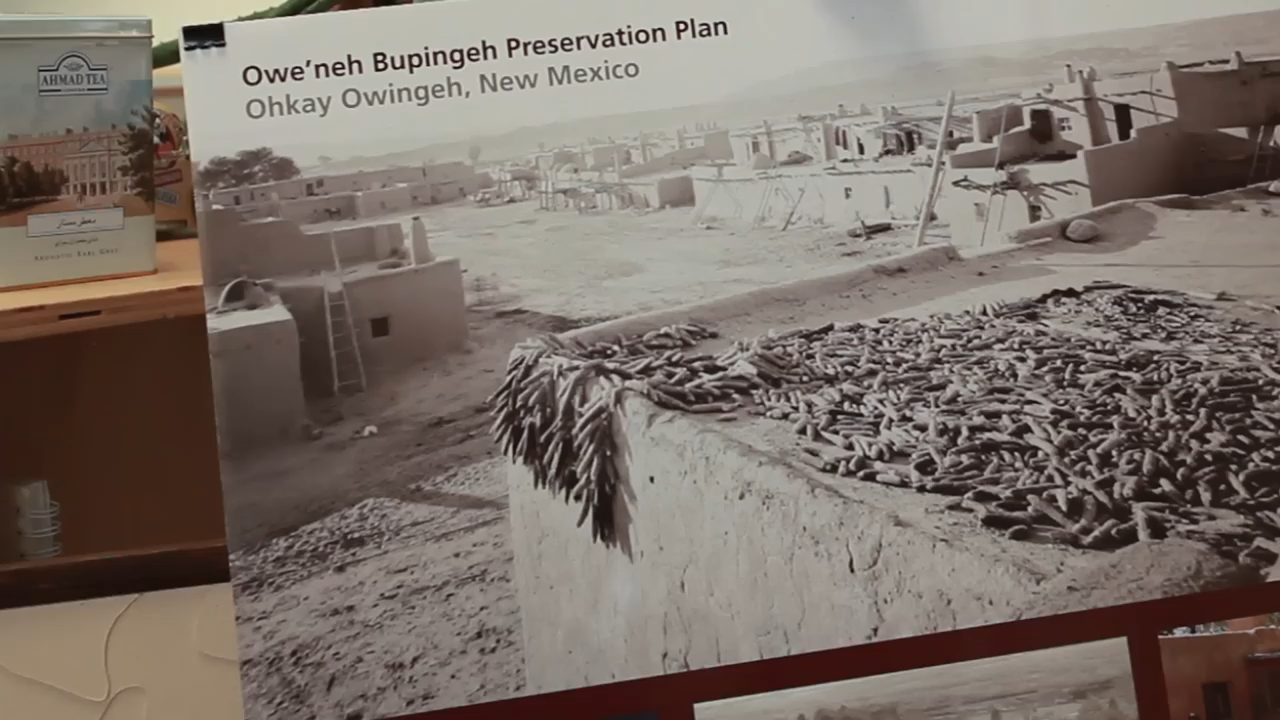 AHMAD TEA
Owe'neh Bupingeh Preservation Plan
Ohkay Owingeh, New Mexico